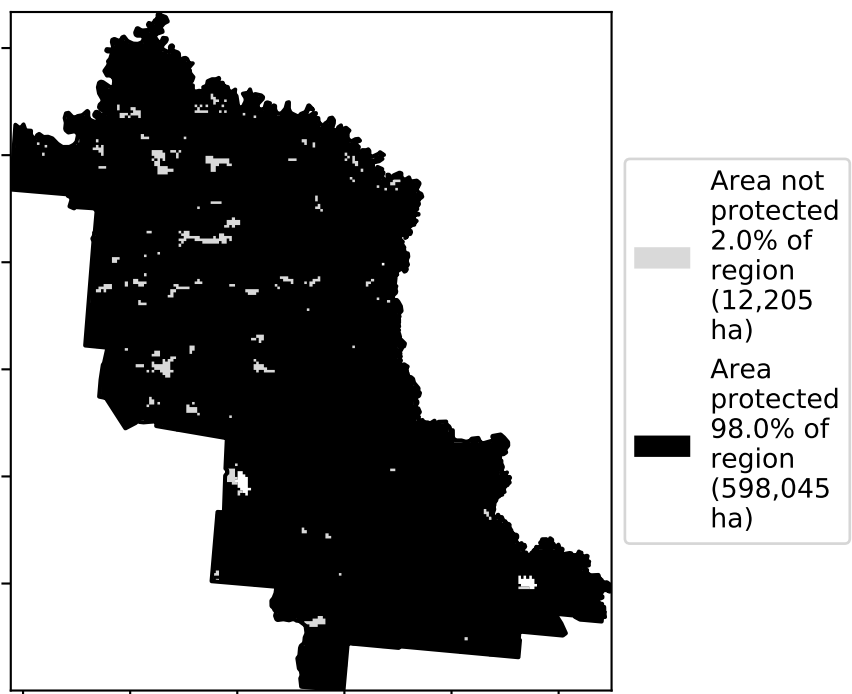 Area not
protected
2.0% of
region
(12,205
ha)
Area
protected
98.0% of
region
(598,045
ha)